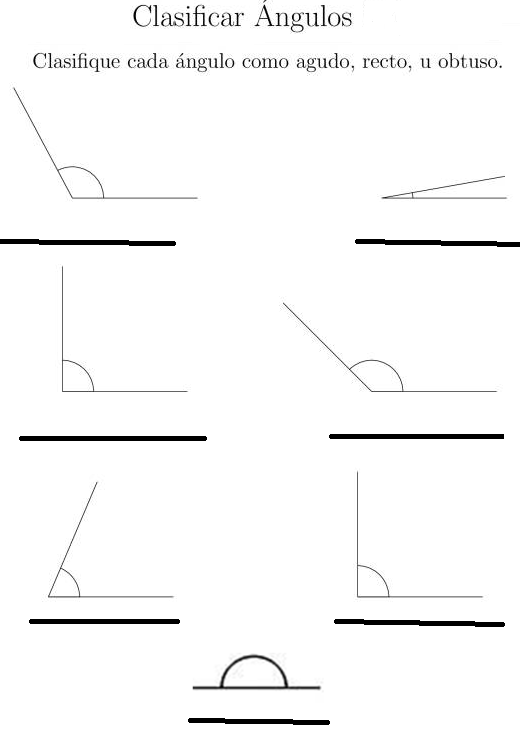 Clasificar Ángulos
Clasifique cada ángulo como agudo, recto, u obtuso.